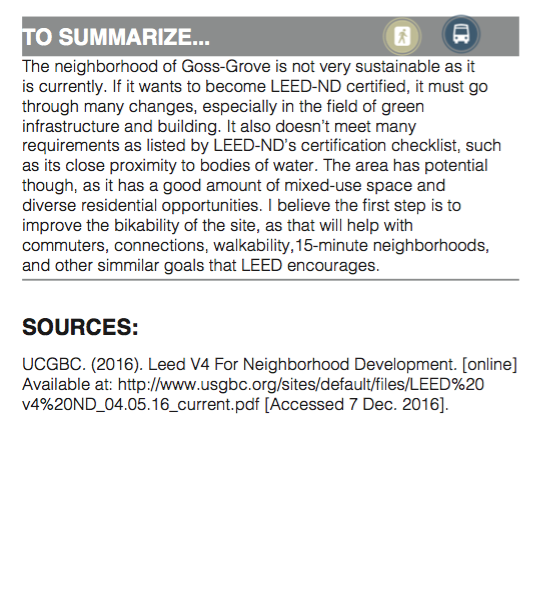 TO SUMMARIZE...
The neighborhood of Goss-Grove is not very sustainable as it
is currently. If it wants to become LEED-ND certified, it must go
through many changes, especially in the field of green
infrastructure and building. It also doesn’t meet many
requirements as listed by LEED-ND’s certification checklist, such
as its close proximity to bodies of water. The area has potential
though, as it has a good amount of mixed-use space and
diverse residential opportunities. I believe the first step is to
improve the bikability of the site, as that will help with
commuters, connections, walkability,15-minute neighborhoods,
and other simmilar goals that LEED encourages.
SOURCES:
UCGBC. (2016). Leed V4 For Neighborhood Development. [online]
Available at: http://www.usgbc.org/sites/default/files/LEED%20
v4%20ND_04.05.16_current.pdf [Accessed 7 Dec. 2016].